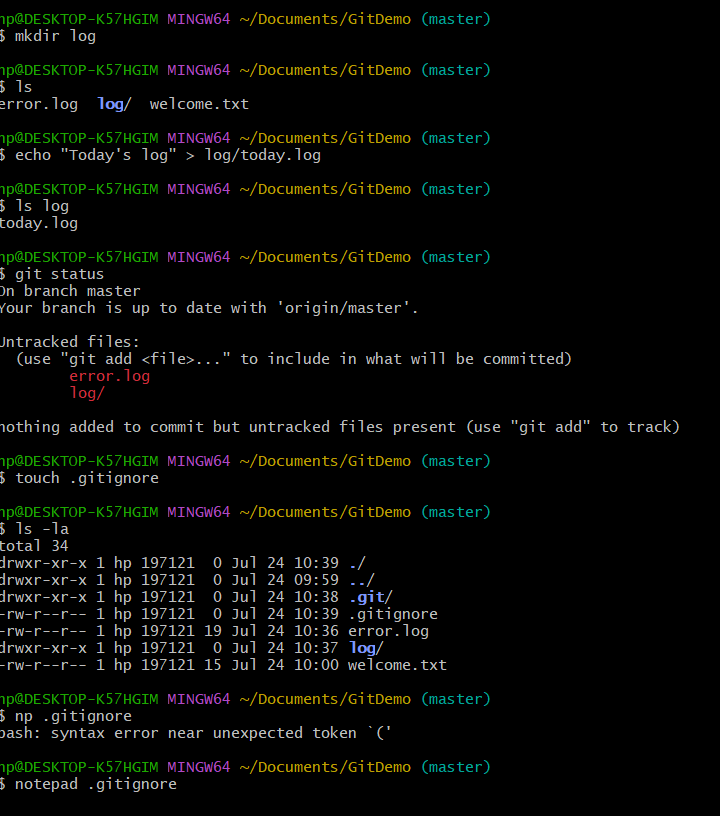 hp@DESKTOP-K57HGIM MINGW64 ~/Documents/GitDemo (master)
$ mkdir log
hp@DESKTOP-K57HGIM MINGW64 ~/Documents/GitDemo (master)
$ ls
error.log  log/  welcome.txt
hp@DESKTOP-K57HGIM MINGW64 ~/Documents/GitDemo (master)
$ echo "Today's log" > log/today.log
hp@DESKTOP-K57HGIM MINGW64 ~/Documents/GitDemo (master)
$ ls log
today.log
hp@DESKTOP-K57HGIM MINGW64 ~/Documents/GitDemo (master)
$ git status
On branch master
Your branch is up to date with 'origin/master'.
Untracked files:
  (use "git add <file>..." to include in what will be committed)
        error.log
        log/
nothing added to commit but untracked files present (use "git add" to track)
hp@DESKTOP-K57HGIM MINGW64 ~/Documents/GitDemo (master)
$ touch .gitignore
hp@DESKTOP-K57HGIM MINGW64 ~/Documents/GitDemo (master)
$ ls -la
total 34
drwxr-xr-x 1 hp 197121  0 Jul 24 10:39 ./
drwxr-xr-x 1 hp 197121  0 Jul 24 09:59 ../
drwxr-xr-x 1 hp 197121  0 Jul 24 10:38 .git/
-rw-r--r-- 1 hp 197121  0 Jul 24 10:39 .gitignore
-rw-r--r-- 1 hp 197121 19 Jul 24 10:36 error.log
drwxr-xr-x 1 hp 197121  0 Jul 24 10:37 log/
-rw-r--r-- 1 hp 197121 15 Jul 24 10:00 welcome.txt
hp@DESKTOP-K57HGIM MINGW64 ~/Documents/GitDemo (master)
$ np .gitignore
bash: syntax error near unexpected token `('
hp@DESKTOP-K57HGIM MINGW64 ~/Documents/GitDemo (master)
$ notepad .gitignore